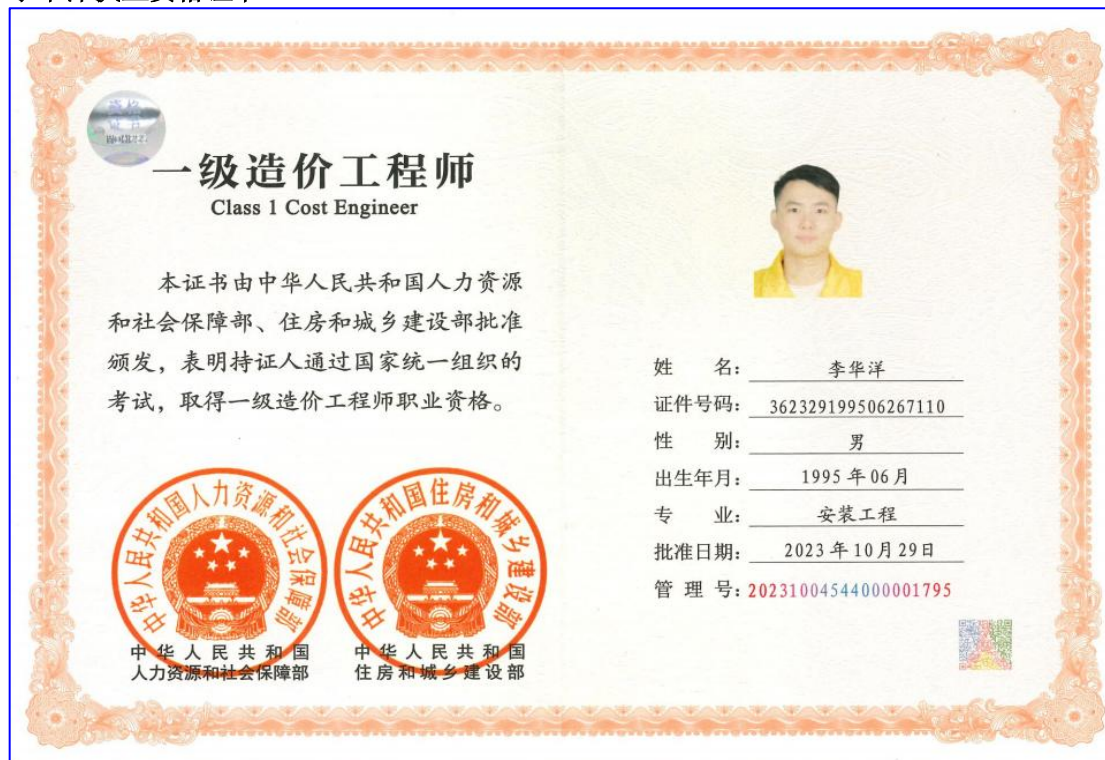 一级造价工程师
Class 1 Cost Engineer
本证书由中华人民共和国人力资源
和社会保障部、住房和城乡建设部批准
颁发，表明持证人通过国家统一组织的
考试，取得一级造价工程师职业资格。
中华人民共和国人力资源和社会保障部
中华人民共和国住房和城乡建设部
中华人民共和国
人力资源和社会保障部
中华人民共和国
住房和城乡建设部
姓 名：李华洋
证件号码：362329199506267110
性 别：男
出生年月：1995年06月
专 业：安装工程
批准日期：2023年10月29日
管 理 号：20231004544000001795